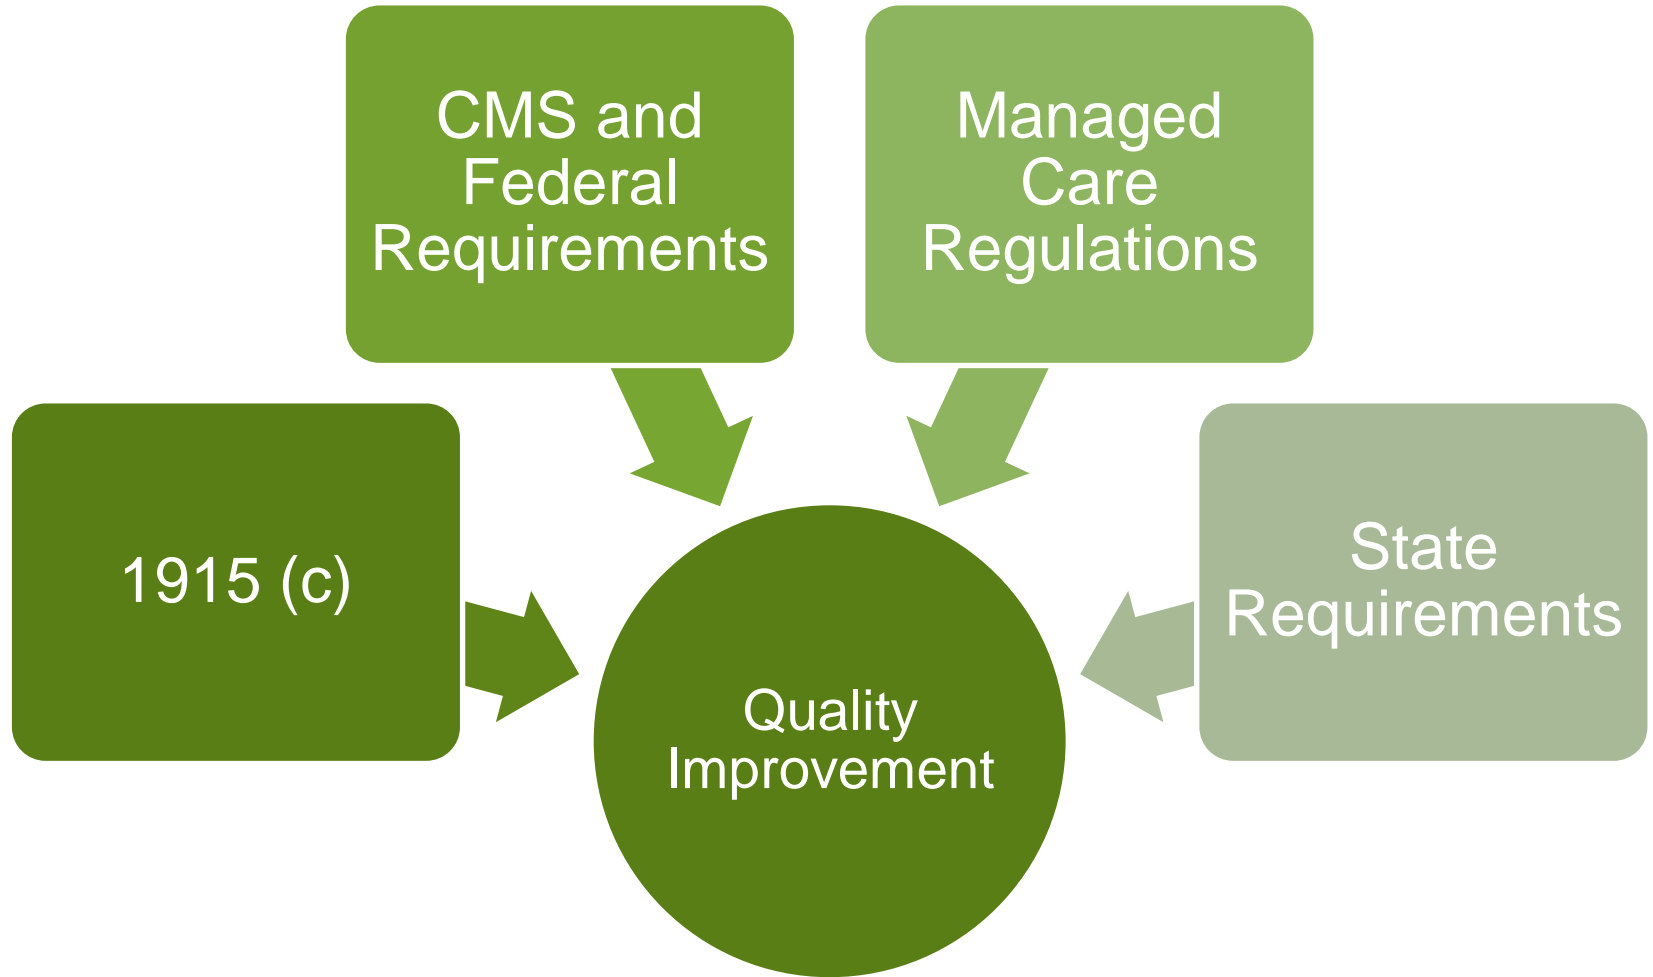 CMS and
Federal
Requirements
Managed
Care
Regulations
1915 (c)
State
Requirements
Quality
Improvement